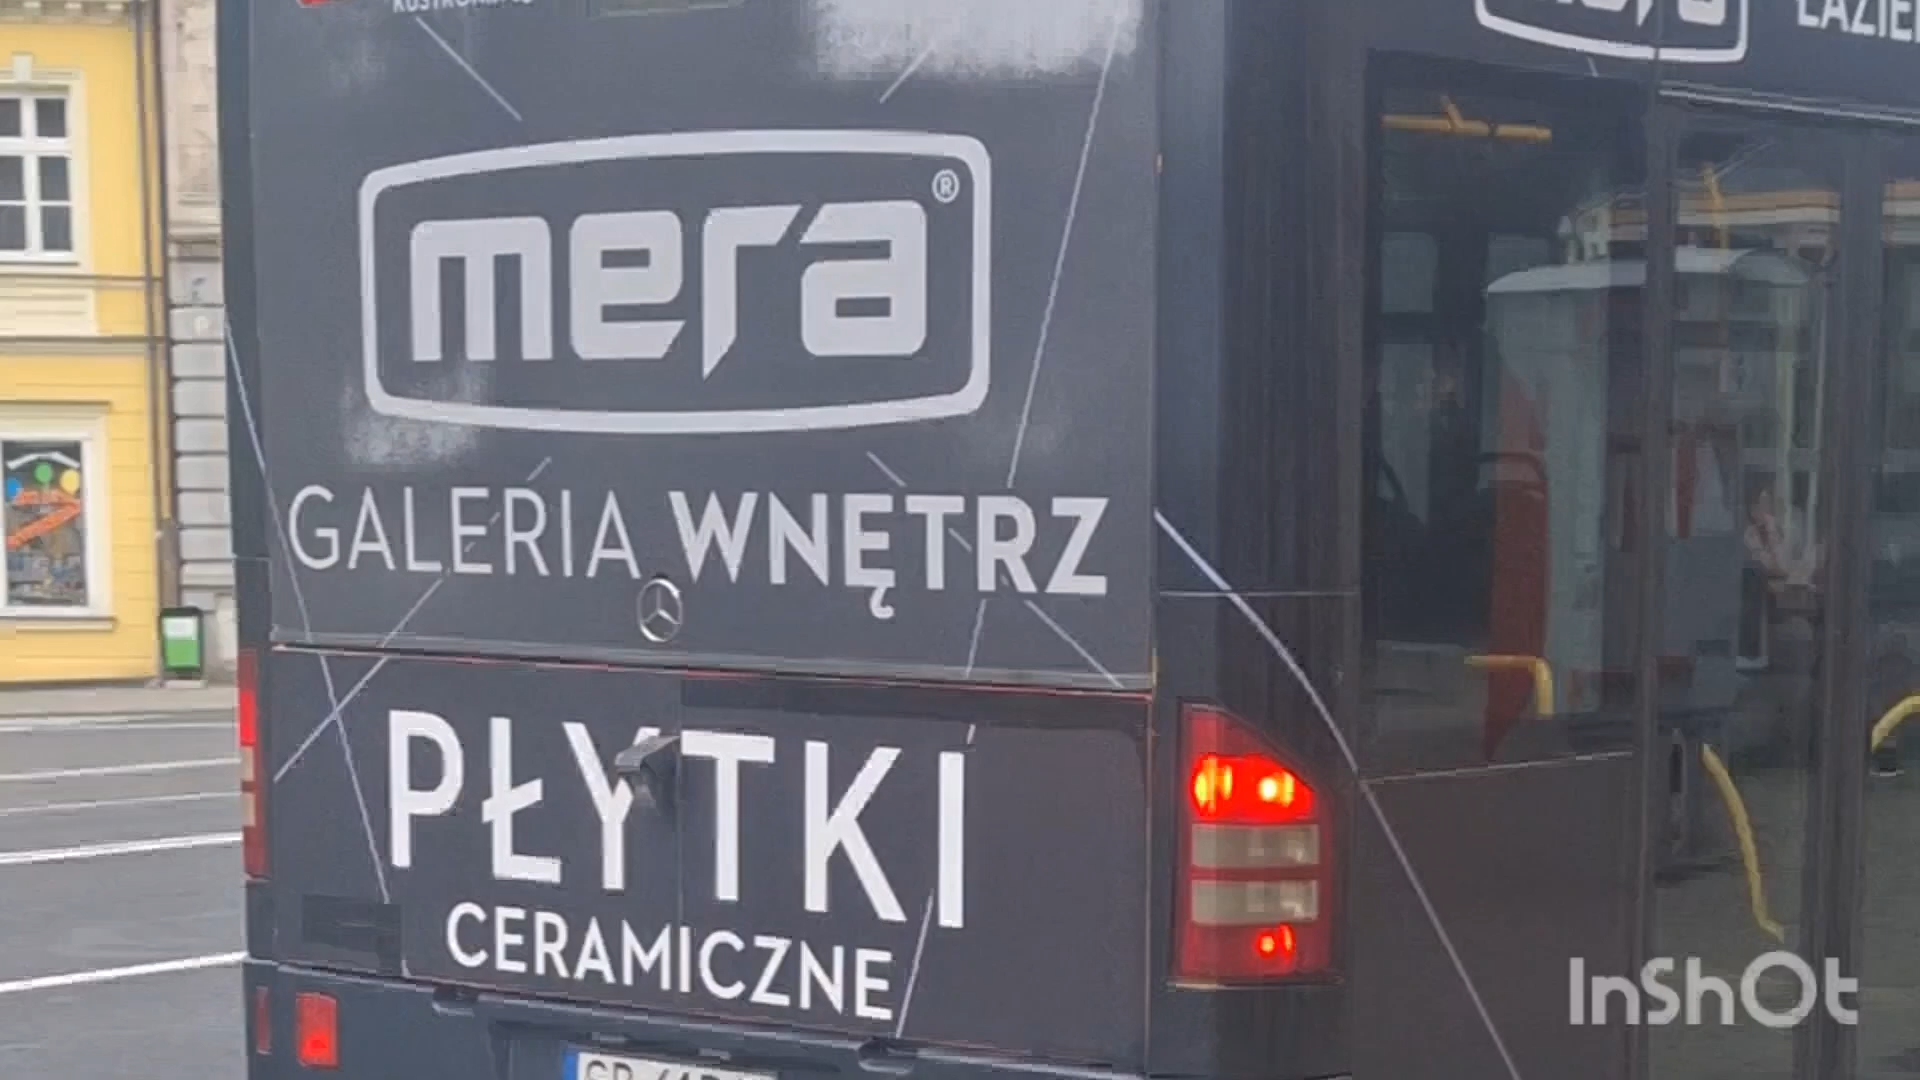 mera®
GALERIA WNĘTRZ
PŁYTKI
CERAMICZNE
InShOt